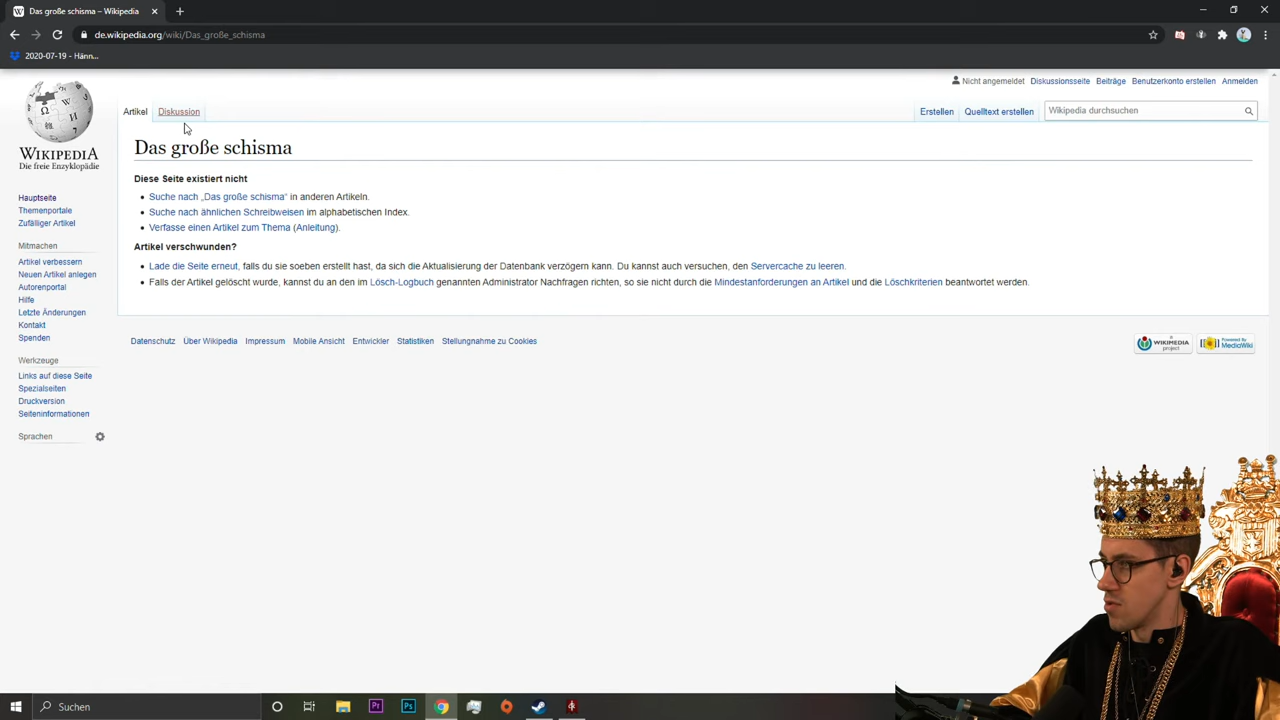 Das große schisma – Wikipedia
de.wikipedia.org/wiki/Das_große_schisma
2020-07-19 - Hänn...
Nicht angemeldet Diskussionsseite Beiträge Benutzerkonto erstellen Anmelden
Artikel Diskussion Erstellen Quelltext erstellen Wikipedia durchsuchen
WIKIPEDIA
Die freie Enzyklopädie
Das große schisma
Diese Seite existiert nicht
Suche nach „Das große schisma“ in anderen Artikeln.
Suche nach ähnlichen Schreibweisen im alphabetischen Index.
Verfasse einen Artikel zum Thema (Anleitung).
Artikel verschwunden?
Lade die Seite erneut, falls du sie soeben erstellt hast, da sich die Aktualisierung der Datenbank verzögern kann. Du kannst auch versuchen, den Servercache zu leeren.
Falls der Artikel gelöscht wurde, kannst du an den im Lösch-Logbuch genannten Administrator Nachfragen richten, so sie nicht durch die Mindestanforderungen an Artikel und die Löschkriterien beantwortet werden.
Hauptseite
Themenportale
Zufälliger Artikel
Mitmachen
Artikel verbessern
Neuen Artikel anlegen
Autorenportal
Hilfe
Letzte Änderungen
Kontakt
Spenden
Werkzeuge
Links auf diese Seite
Spezialseiten
Druckversion
Seiteninformationen
Sprachen
Datenschutz Über Wikipedia Impressum Mobile Ansicht Entwickler Statistiken Stellungnahme zu Cookies
WIKIMEDIA project
Powered By MediaWiki
Suchen
Pr
Ps